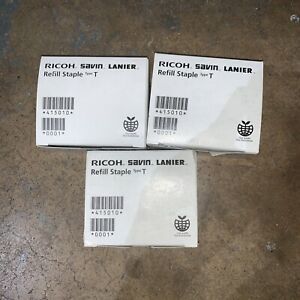 RICOH SAVIN LANIER
Refill Staple Type T
*415010*
*0001*
RICOH SAVIN LANIER
Refill Staple Type T
*415010*
*0001*
RICOH SAVIN LANIER
Refill Staple Type T
*415010*
*0001*